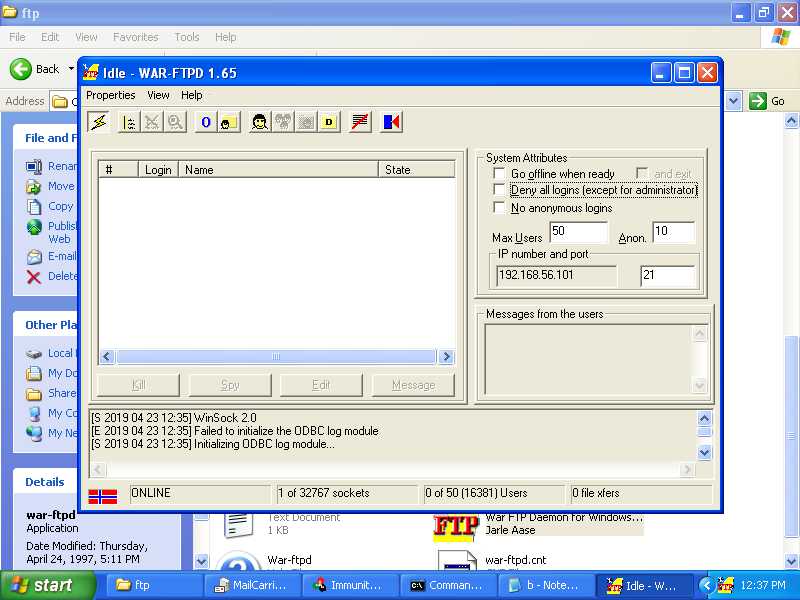 ftp
File Edit View Favorites Tools Help
Back
Address
Go
File and F
Renar
Move
Copy
Publis
Web
E-mai
Delet
Other Pla
Local
My Do
Share
My Co
My Ne
Details
war-ftpd
Application
Date Modified: Thursday,
April 24, 1997, 5:11 PM
Idle - WAR-FTPD 1.65
Properties View Help
# Login Name State
Kill Spy Edit Message
System Attributes
Go offline when ready and exit
Deny all logins (except for administrator)
No anonymous logins
Max Users 50 Anon. 10
IP number and port
192.168.56.101 21
Messages from the users
[S 2019 04 23 12:35] WinSock 2.0
[E 2019 04 23 12:35] Failed to initialize the ODBC log module
[S 2019 04 23 12:35] Initializing ODBC log module...
ONLINE 1 of 32767 sockets 0 of 50 (16381) Users 0 file xfers
Text Document
1 KB
FTP
War FTP Daemon for Windows...
Jarle Aase
War-ftpd
war-ftpd.cnt
start ftp MailCarri... Immunit... Comman... b - Note... Idle - W... 12:37 PM